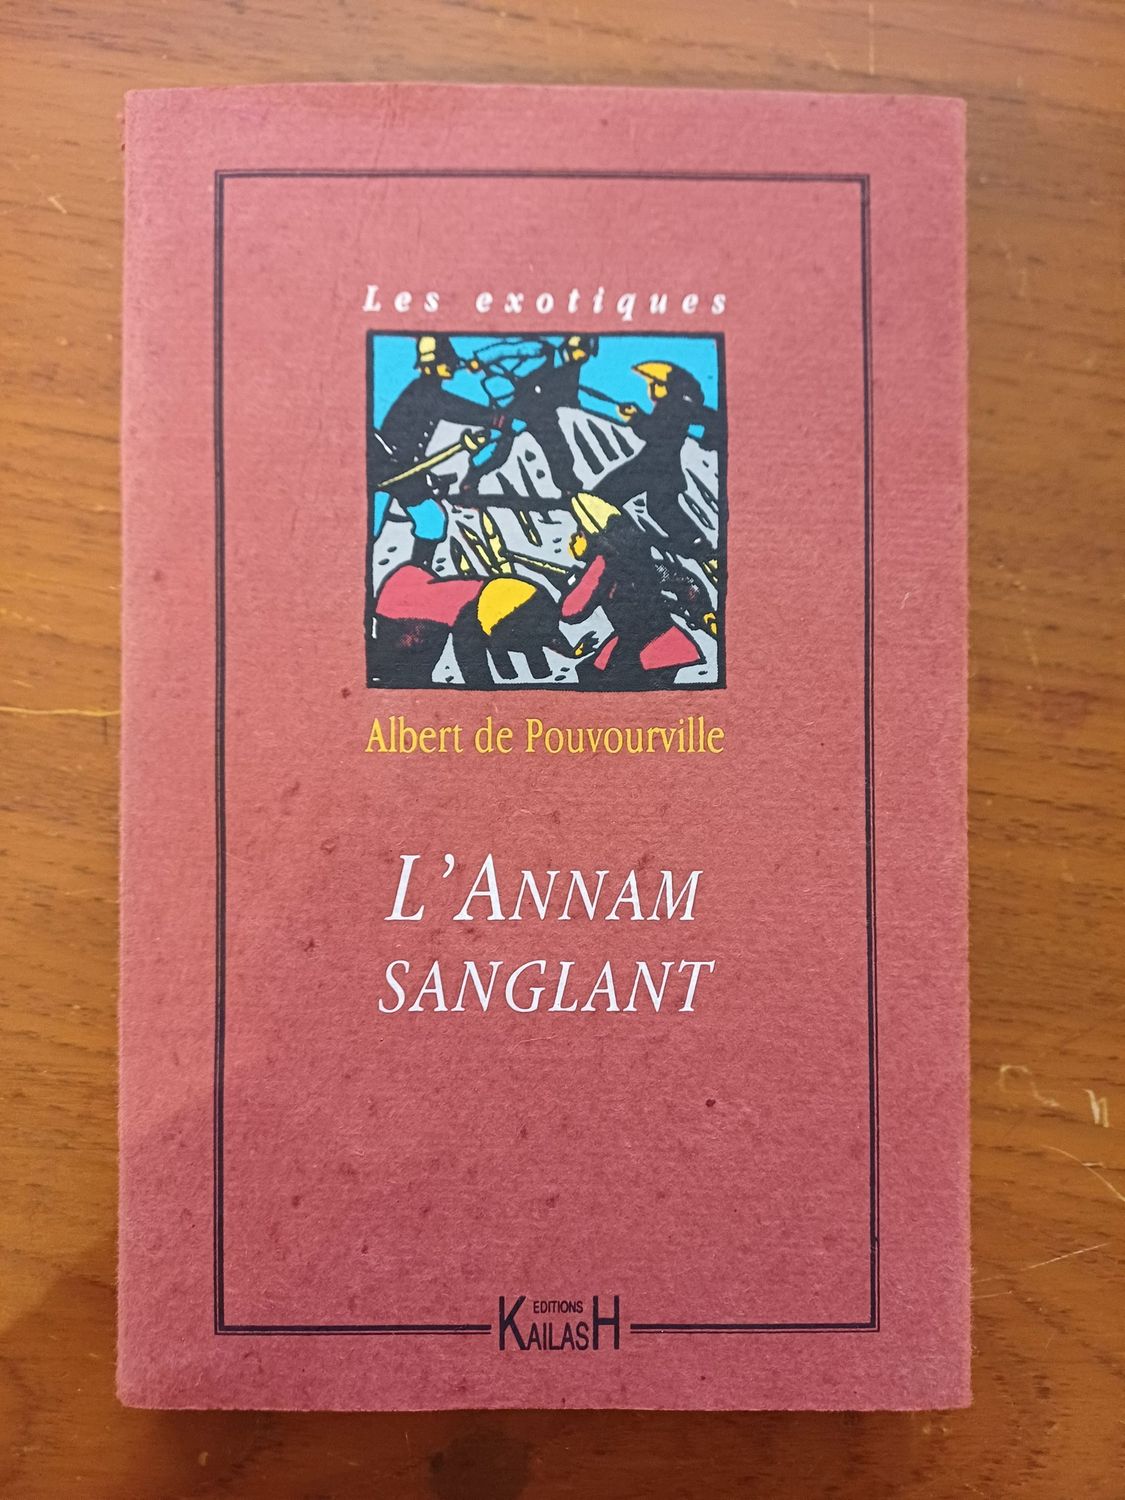 Les exotiques
Albert de Pouvourville
L'ANNAM
SANGLANT
EDITIONS
KAILASH